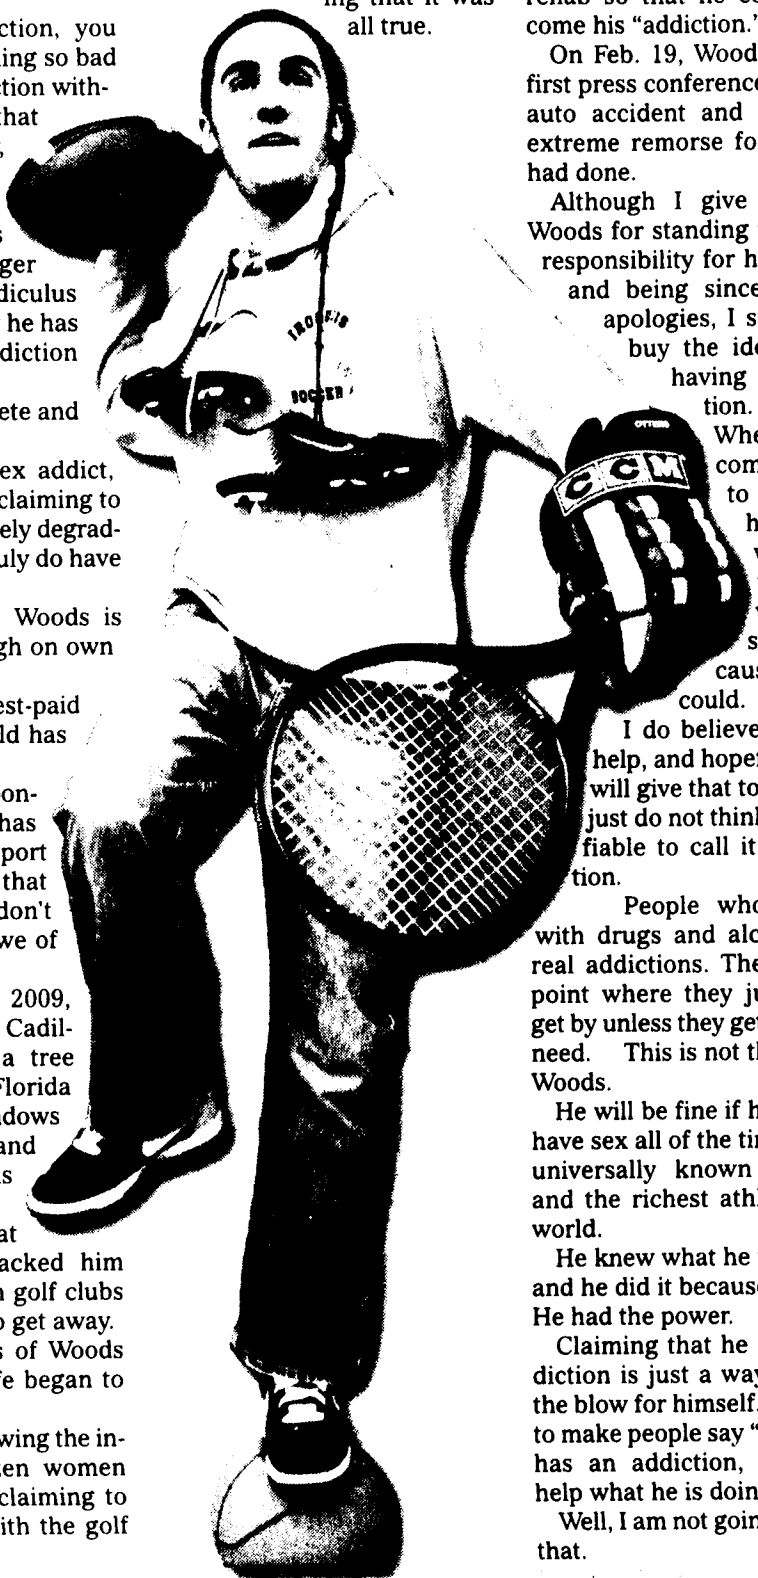 ction, you
ing so bad
ction with-
that
s
ger
diculus
he has
diction
ete and
ex addict,
claiming to
ely degrad-
uly do have
Woods is
gh on own
est-paid
ld has
on-
has
port
that
don't
we of
2009,
Cadil-
a tree
Florida
ndows
and
is
at
acked him
n golf clubs
o get away.
s of Woods
fe began to
wing the in-
zen women
claiming to
ith the golf
ing that it was
all true.
IROQUOIS
SOCCER
OTTAWA
CCM
rehab so that he co
come his “addiction.”
On Feb. 19, Wood
first press conference
auto accident and
extreme remorse fo
had done.
Although I give
Woods for standing
responsibility for h
and being since
apologies, I s
buy the ide
having
tion.
Whe
com
to
h
s
caus
could.
I do believe
help, and hopef
will give that to
just do not think
fiable to call it
tion.
People who
with drugs and alc
real addictions. The
point where they ju
get by unless they get
need. This is not th
Woods.
He will be fine if h
have sex all of the tim
universally known
and the richest athl
world.
He knew what he
and he did it because
He had the power.
Claiming that he
diction is just a way
the blow for himself.
to make people say “
has an addiction,
help what he is doin
Well, I am not goin
that.